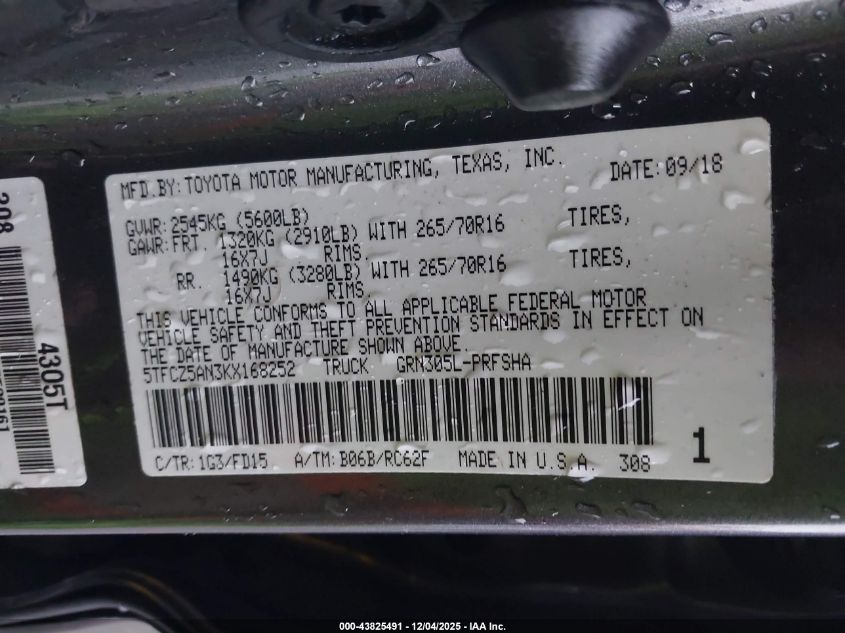 MFD.BY:TOYOTA MOTOR MANUFACTURING, TEXAS, INC. DATE:09/18
GVWR:2545KG (5600LB)
GAWR:FRT. 1320KG (2910LB) WITH 265/70R16 TIRES,
16X7J RIMS,
RR. 1490KG (3280LB) WITH 265/70R16 TIRES,
16X7J RIMS,
THIS VEHICLE CONFORMS TO ALL APPLICABLE FEDERAL MOTOR
VEHICLE SAFETY AND THEFT PREVENTION STANDARDS IN EFFECT ON
THE DATE OF MANUFACTURE SHOWN ABOVE.
5TFCZ5AN3KX168252 TRUCK GRN305L-PRFSHA
C/TR:1G3/FD15 A/TM:B06B/RC62F MADE IN U.S.A. 308 1
308
4305T
000-43825491 - 12/04/2025 - IAA Inc.